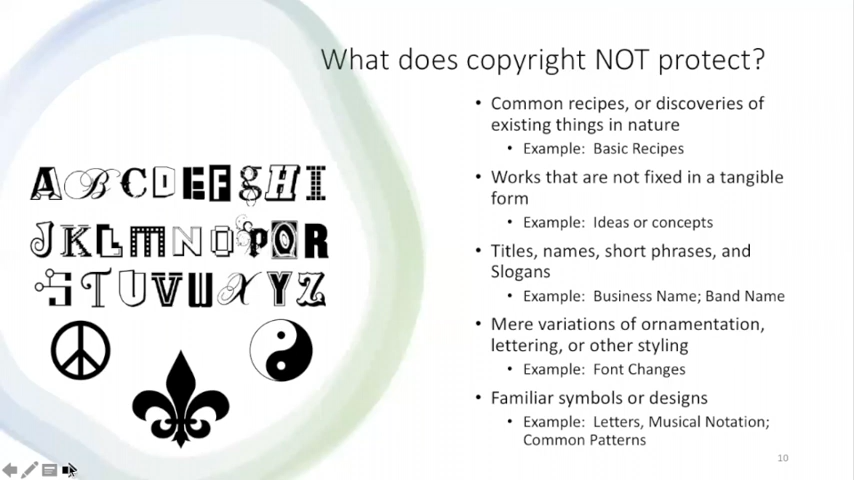 What does copyright NOT protect?
• Common recipes, or discoveries of
existing things in nature
• Example: Basic Recipes
• Works that are not fixed in a tangible
form
• Example: Ideas or concepts
• Titles, names, short phrases, and
Slogans
• Example: Business Name; Band Name
• Mere variations of ornamentation,
lettering, or other styling
• Example: Font Changes
• Familiar symbols or designs
• Example: Letters, Musical Notation;
Common Patterns
A B C D E F g H I
J K L M N O P Q R
S T U V W X Y Z
10